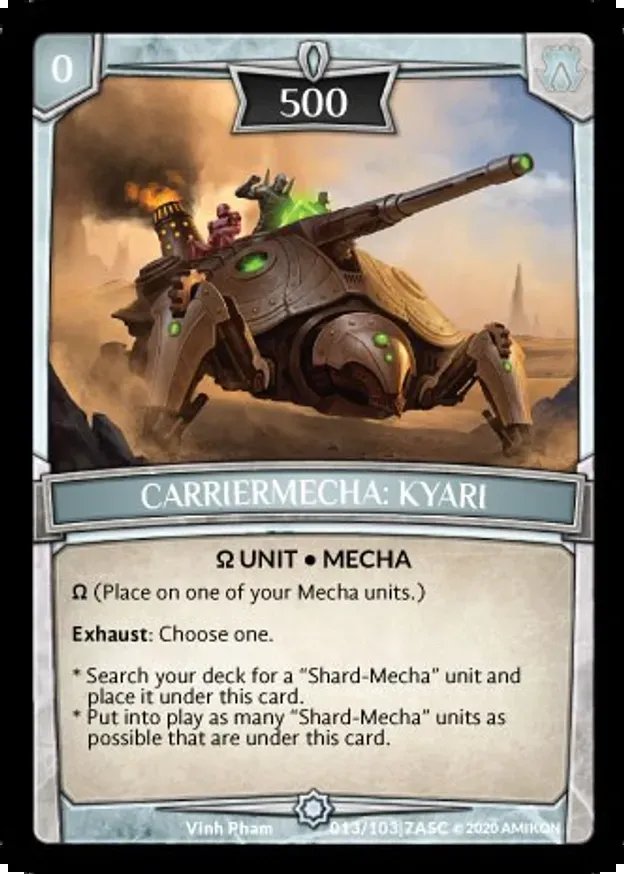 0
500
CARRIERMECHA: KYARI
Ω UNIT • MECHA
Ω (Place on one of your Mecha units.)
Exhaust: Choose one.
* Search your deck for a “Shard-Mecha” unit and
place it under this card.
* Put into play as many “Shard-Mecha” units as
possible that are under this card.
Vinh Pham 013/103|ZASC © 2020 AMIKON